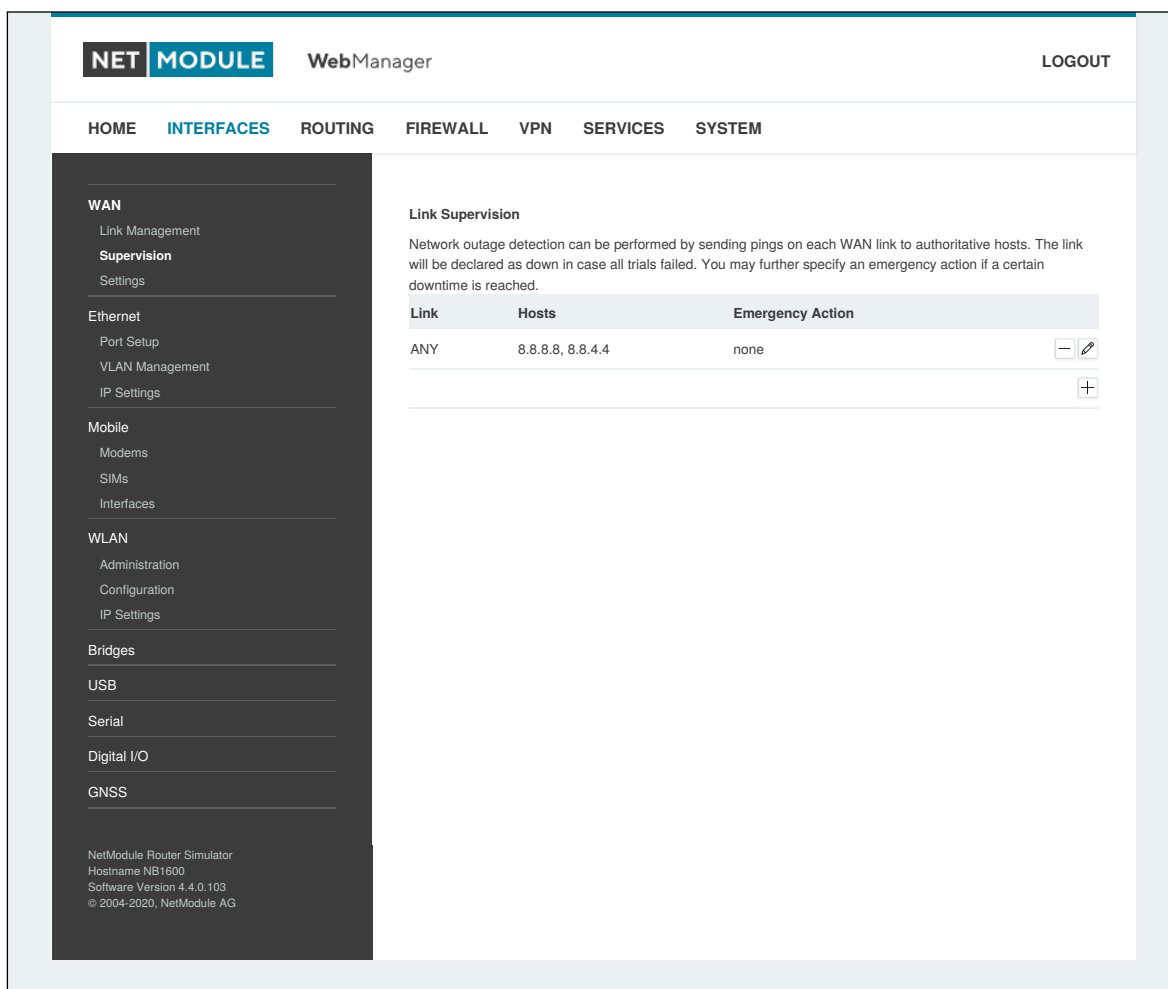 NET MODULE WebManager LOGOUT
HOME INTERFACES ROUTING FIREWALL VPN SERVICES SYSTEM
WAN
Link Management
Supervision
Settings
Ethernet
Port Setup
VLAN Management
IP Settings
Mobile
Modems
SIMs
Interfaces
WLAN
Administration
Configuration
IP Settings
Bridges
USB
Serial
Digital I/O
GNSS
NetModule Router Simulator
Hostname NB1600
Software Version 4.4.0.103
© 2004-2020, NetModule AG
Link Supervision
Network outage detection can be performed by sending pings on each WAN link to authoritative hosts. The link
will be declared as down in case all trials failed. You may further specify an emergency action if a certain
downtime is reached.
Link Hosts Emergency Action
ANY 8.8.8.8, 8.8.4.4 none